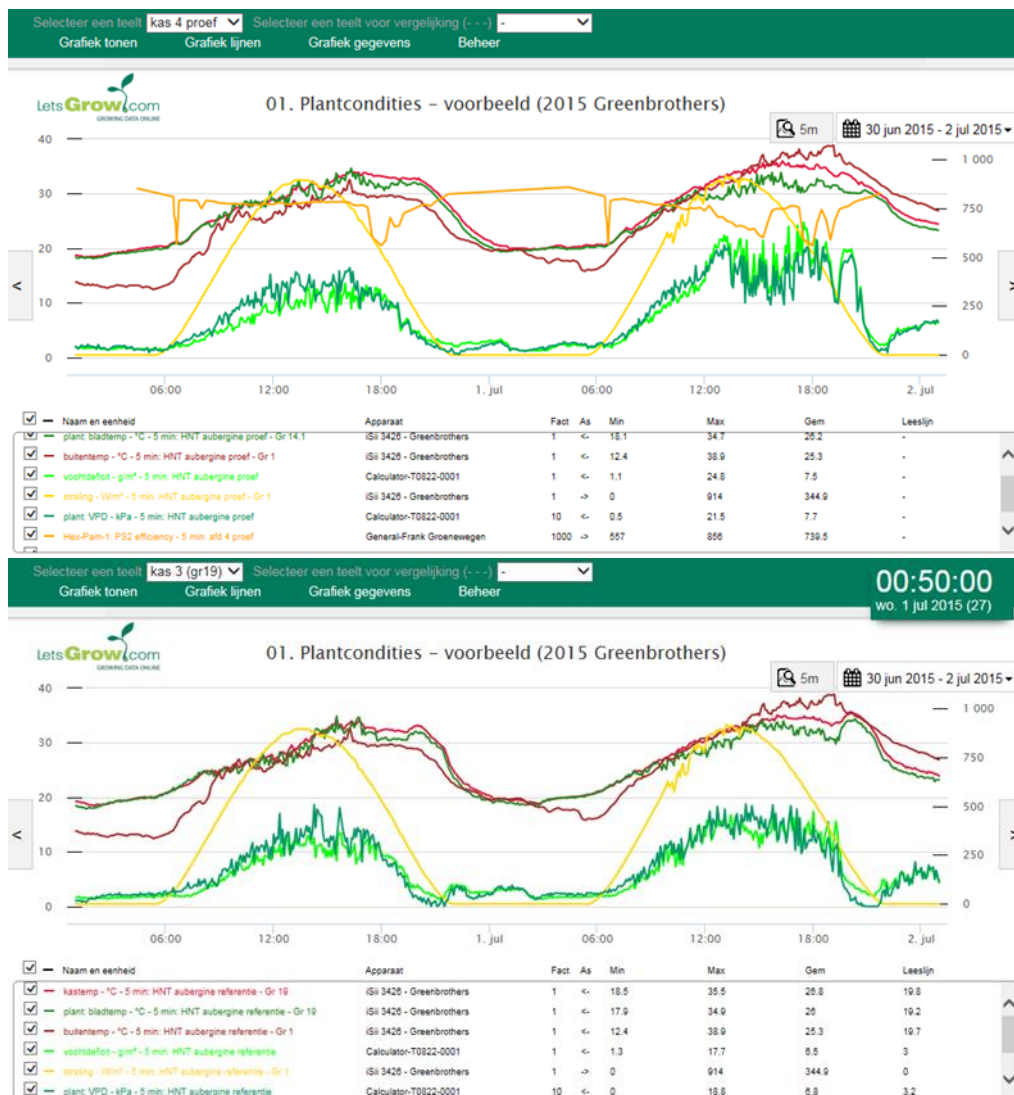 Selecteer een teelt kas 4 proef Selecteer een teelt voor vergelijking (- - -) -
Grafiek tonen Grafiek lijnen Grafiek gegevens Beheer
LetsGrow.com
GROWING DATA ONLINE
01. Plantcondities – voorbeeld (2015 Greenbrothers)
5m 30 jun 2015 - 2 jul 2015
40
1 000
30
750
20
500
< >
10
250
0 0
06:00 12:00 18:00 1. jul 06:00 12:00 18:00 2. jul
Naam en eenheid Apparaat Fact As Min Max Gem Leeslijn
plant: bladtemp - °C - 5 min: HNT aubergine proef - Gr 14.1 iSii 3426 - Greenbrothers 1 <- 18.1 34.7 26.2 -
buitentemp - °C - 5 min: HNT aubergine proef - Gr 1 iSii 3426 - Greenbrothers 1 <- 12.4 38.9 25.3 -
vochtdeficit - g/m³ - 5 min: HNT aubergine proef Calculator-T0822-0001 1 <- 1.1 24.8 7.5 -
straling - W/m² - 5 min: HNT aubergine proef - Gr 1 iSii 3426 - Greenbrothers 1 -> 0 914 344.9 -
plant: VPD - kPa - 5 min: HNT aubergine proef Calculator-T0822-0001 10 <- 0.5 21.5 7.7 -
Hex-Pam-1: PS2 efficiency - 5 min: afd 4 proef General-Frank Groenewegen 1000 -> 557 856 739.5 -
Selecteer een teelt kas 3 (gr19) Selecteer een teelt voor vergelijking (- - -) -
Grafiek tonen Grafiek lijnen Grafiek gegevens Beheer
00:50:00
wo. 1 jul 2015 (27)
LetsGrow.com
GROWING DATA ONLINE
01. Plantcondities – voorbeeld (2015 Greenbrothers)
5m 30 jun 2015 - 2 jul 2015
40
1 000
30
750
20
500
< >
10
250
0 0
06:00 12:00 18:00 1. jul 06:00 12:00 18:00 2. jul
Naam en eenheid Apparaat Fact As Min Max Gem Leeslijn
kastemp - °C - 5 min: HNT aubergine referentie - Gr 19 iSii 3426 - Greenbrothers 1 <- 18.5 35.5 26.8 19.8
plant: bladtemp - °C - 5 min: HNT aubergine referentie - Gr 19 iSii 3426 - Greenbrothers 1 <- 17.9 34.9 26 19.2
buitentemp - °C - 5 min: HNT aubergine referentie - Gr 1 iSii 3426 - Greenbrothers 1 <- 12.4 38.9 25.3 19.7
vochtdeficit - g/m³ - 5 min: HNT aubergine referentie Calculator-T0822-0001 1 <- 1.3 17.7 6.5 3
straling - W/m² - 5 min: HNT aubergine referentie - Gr 1 iSii 3426 - Greenbrothers 1 -> 0 914 344.9 0
plant: VPD - kPa - 5 min: HNT aubergine referentie Calculator-T0822-0001 10 <- 0 18.8 6.8 3.2